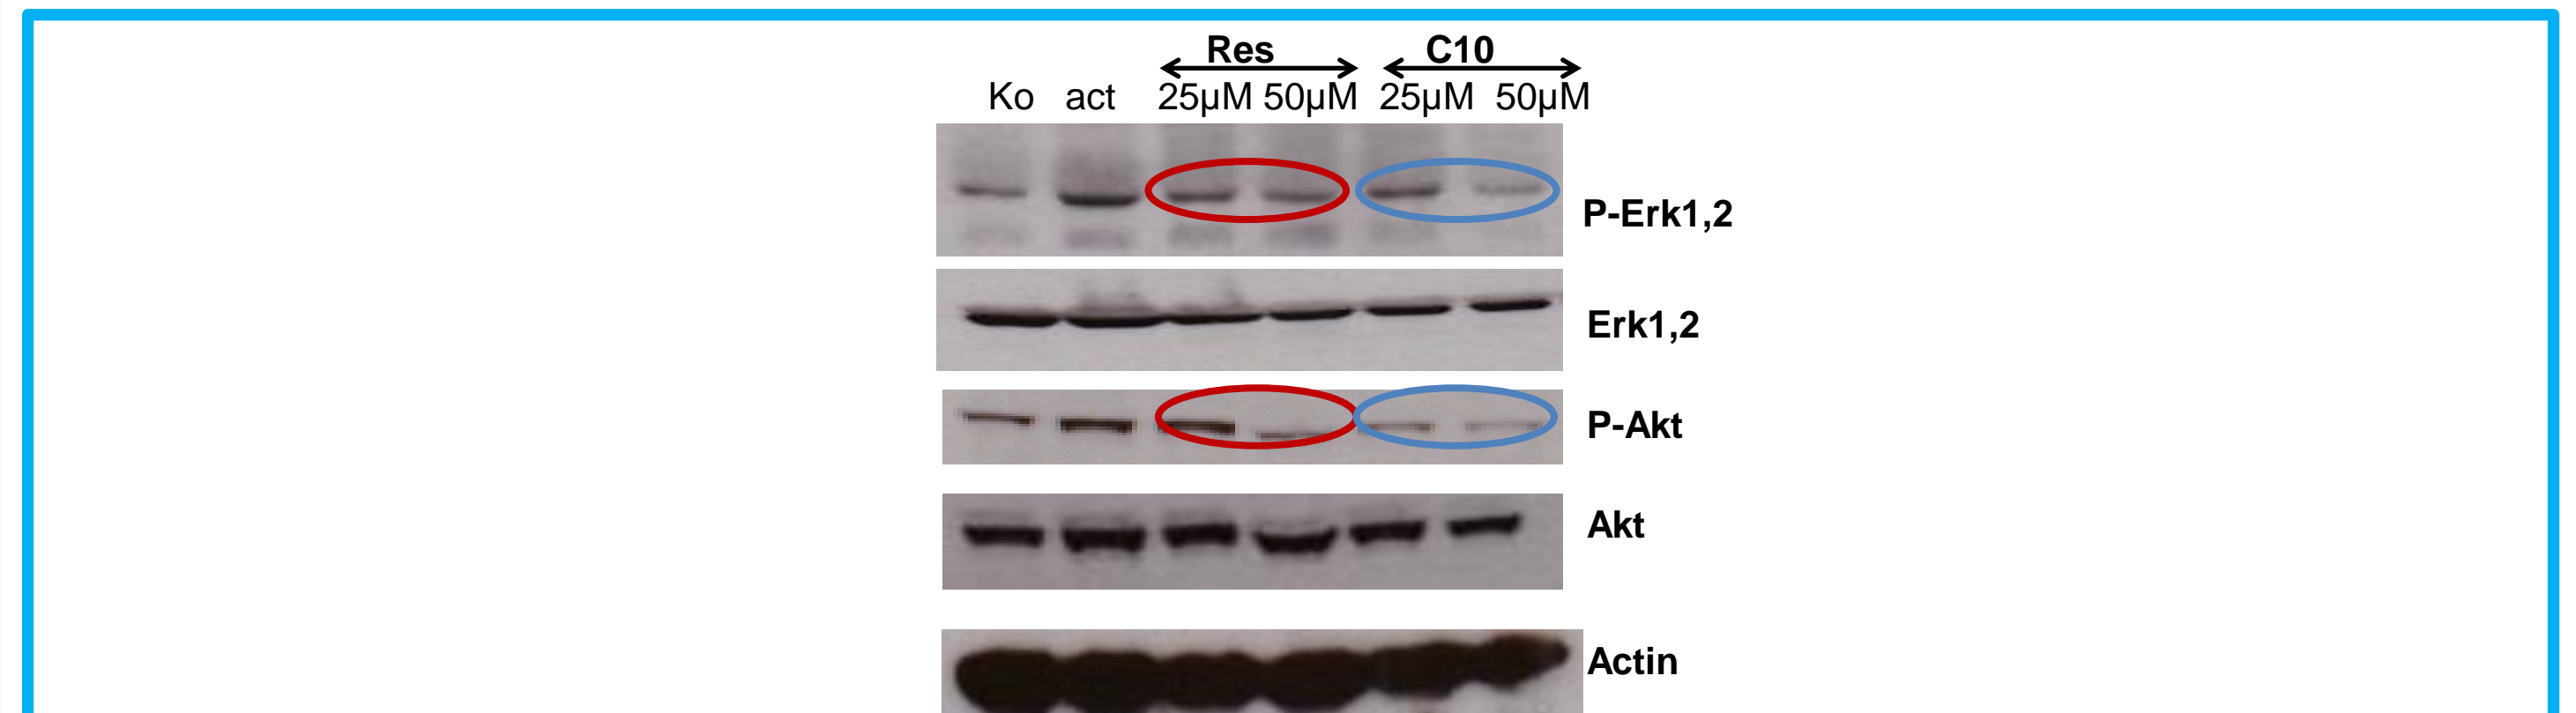 Res C10
Ko act 25µM 50µM 25µM 50µM
P-Erk1,2
Erk1,2
P-Akt
Akt
Actin